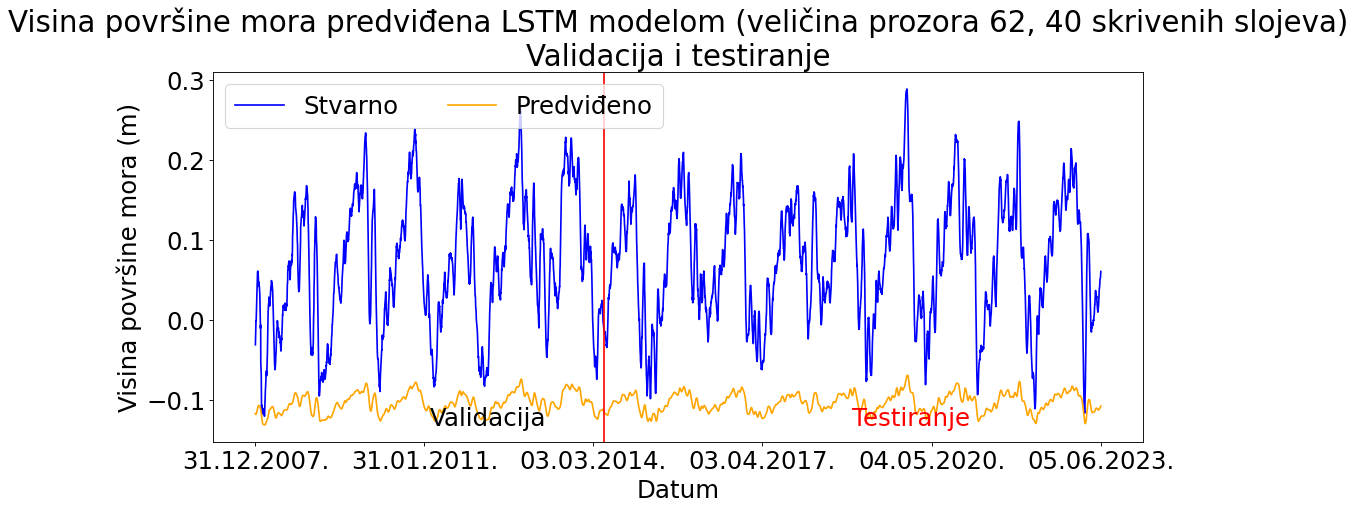 Visina površine mora predviđena LSTM modelom (veličina prozora 62, 40 skrivenih slojeva)
Validacija i testiranje
Stvarno
Predviđeno
Visina površine mora (m)
0.3
0.2
0.1
0.0
−0.1
Validacija
Testiranje
31.12.2007.
31.01.2011.
03.03.2014.
03.04.2017.
04.05.2020.
05.06.2023.
Datum